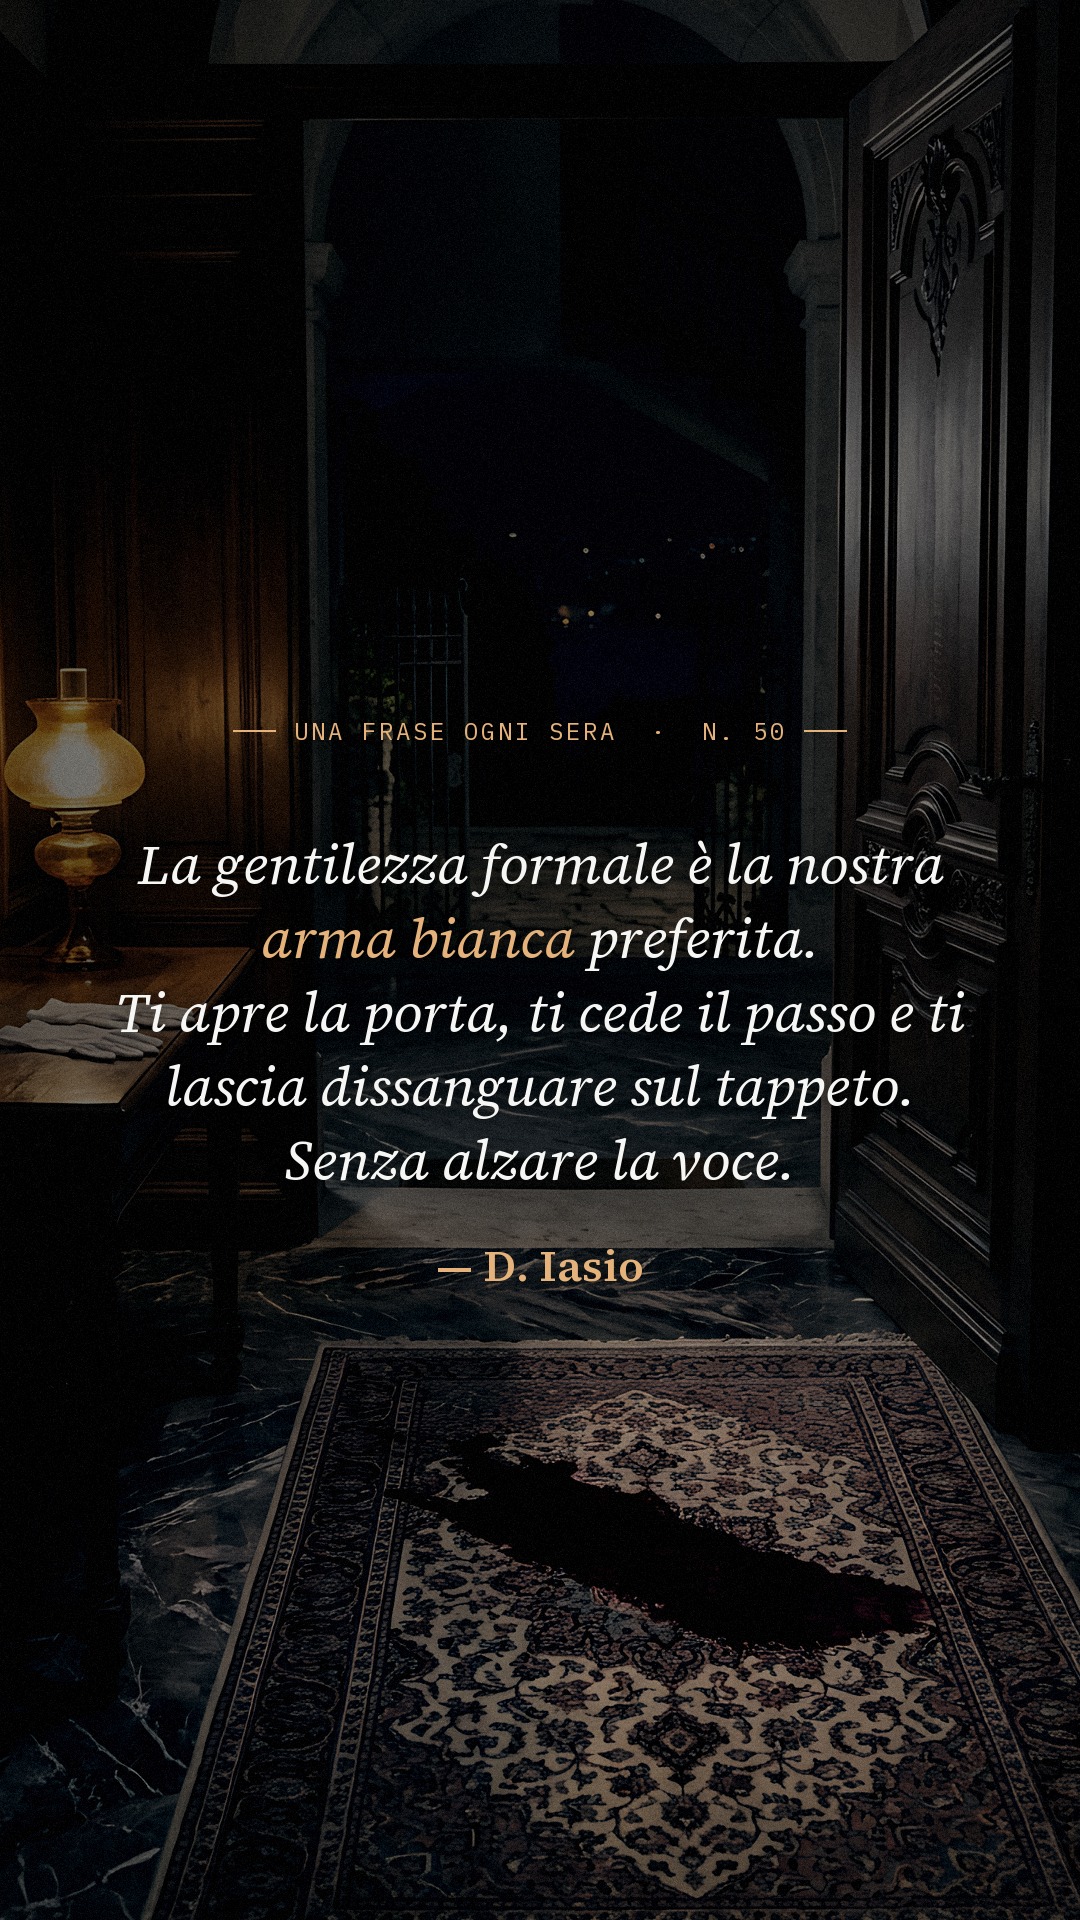 UNA FRASE OGNI SERA · N. 50
La gentilezza formale è la nostra
arma bianca preferita.
Ti apre la porta, ti cede il passo e ti
lascia dissanguare sul tappeto.
Senza alzare la voce.
— D. Iasio